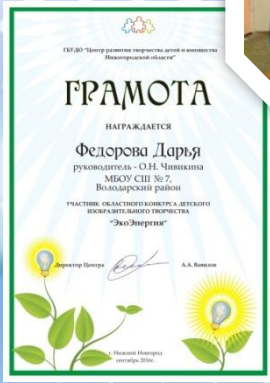 ГБУДО "Центр развития творчества детей и юношества
Нижегородской области"
ГРАМОТА
НАГРАЖДАЕТСЯ
Федорова Дарья
руководитель - О.Н. Чивикина
МБОУ СШ № 7,
Володарский район
УЧАСТНИК ОБЛАСТНОГО КОНКУРСА ДЕТСКОГО
ИЗОБРАЗИТЕЛЬНОГО ТВОРЧЕСТВА
"ЭкоЭнергия"
Директор Центра А.А. Вавилов
г. Нижний Новгород
сентябрь 2016г.